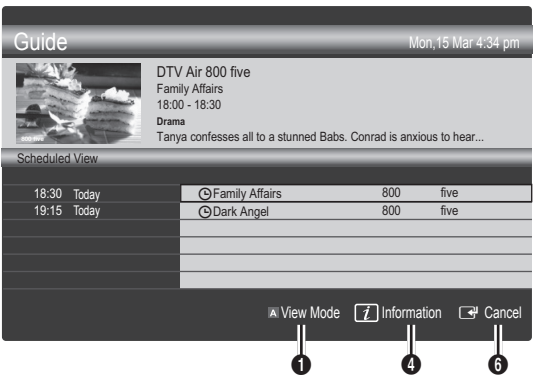 Guide Mon,15 Mar 4:34 pm
DTV Air 800 five
Family Affairs
18:00 - 18:30
Drama
Tanya confesses all to a stunned Babs. Conrad is anxious to hear...
800 five
Scheduled View
18:30 Today Family Affairs 800 five
19:15 Today Dark Angel 800 five
A View Mode i Information Cancel
1 4 6